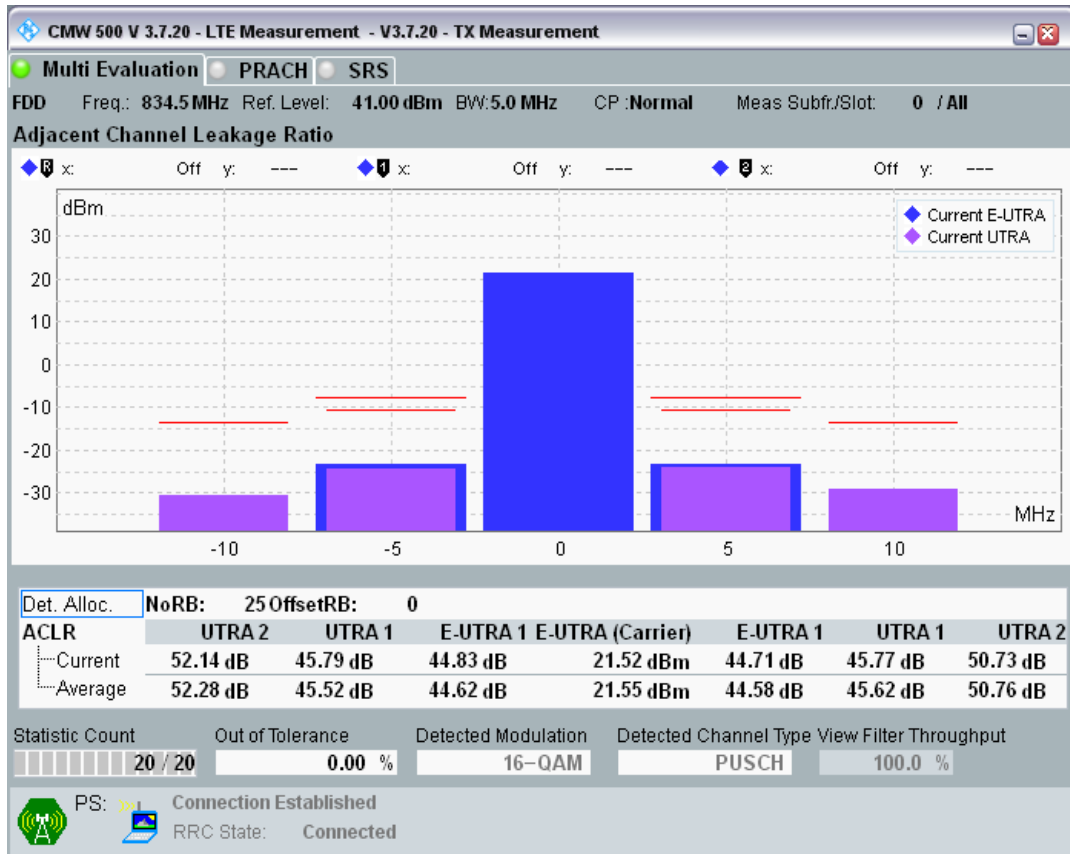 CMW 500 V 3.7.20 - LTE Measurement - V3.7.20 - TX Measurement
Multi Evaluation PRACH SRS
FDD Freq.: 834.5 MHz Ref. Level: 41.00 dBm BW: 5.0 MHz CP : Normal Meas Subfr./Slot: 0 / All
Adjacent Channel Leakage Ratio
R x: Off y: --- 1 x: Off y: --- 2 x: Off y: ---
dBm
Current E-UTRA
Current UTRA
30
20
10
0
-10
-20
-30
MHz
-10 -5 0 5 10
Det. Alloc. NoRB: 25 OffsetRB: 0
ACLR UTRA 2 UTRA 1 E-UTRA 1 E-UTRA (Carrier) E-UTRA 1 UTRA 1 UTRA 2
Current 52.14 dB 45.79 dB 44.83 dB 21.52 dBm 44.71 dB 45.77 dB 50.73 dB
Average 52.28 dB 45.52 dB 44.62 dB 21.55 dBm 44.58 dB 45.62 dB 50.76 dB
Statistic Count Out of Tolerance Detected Modulation Detected Channel Type View Filter Throughput
20 / 20 0.00 % 16-QAM PUSCH 100.0 %
PS: Connection Established
RRC State: Connected